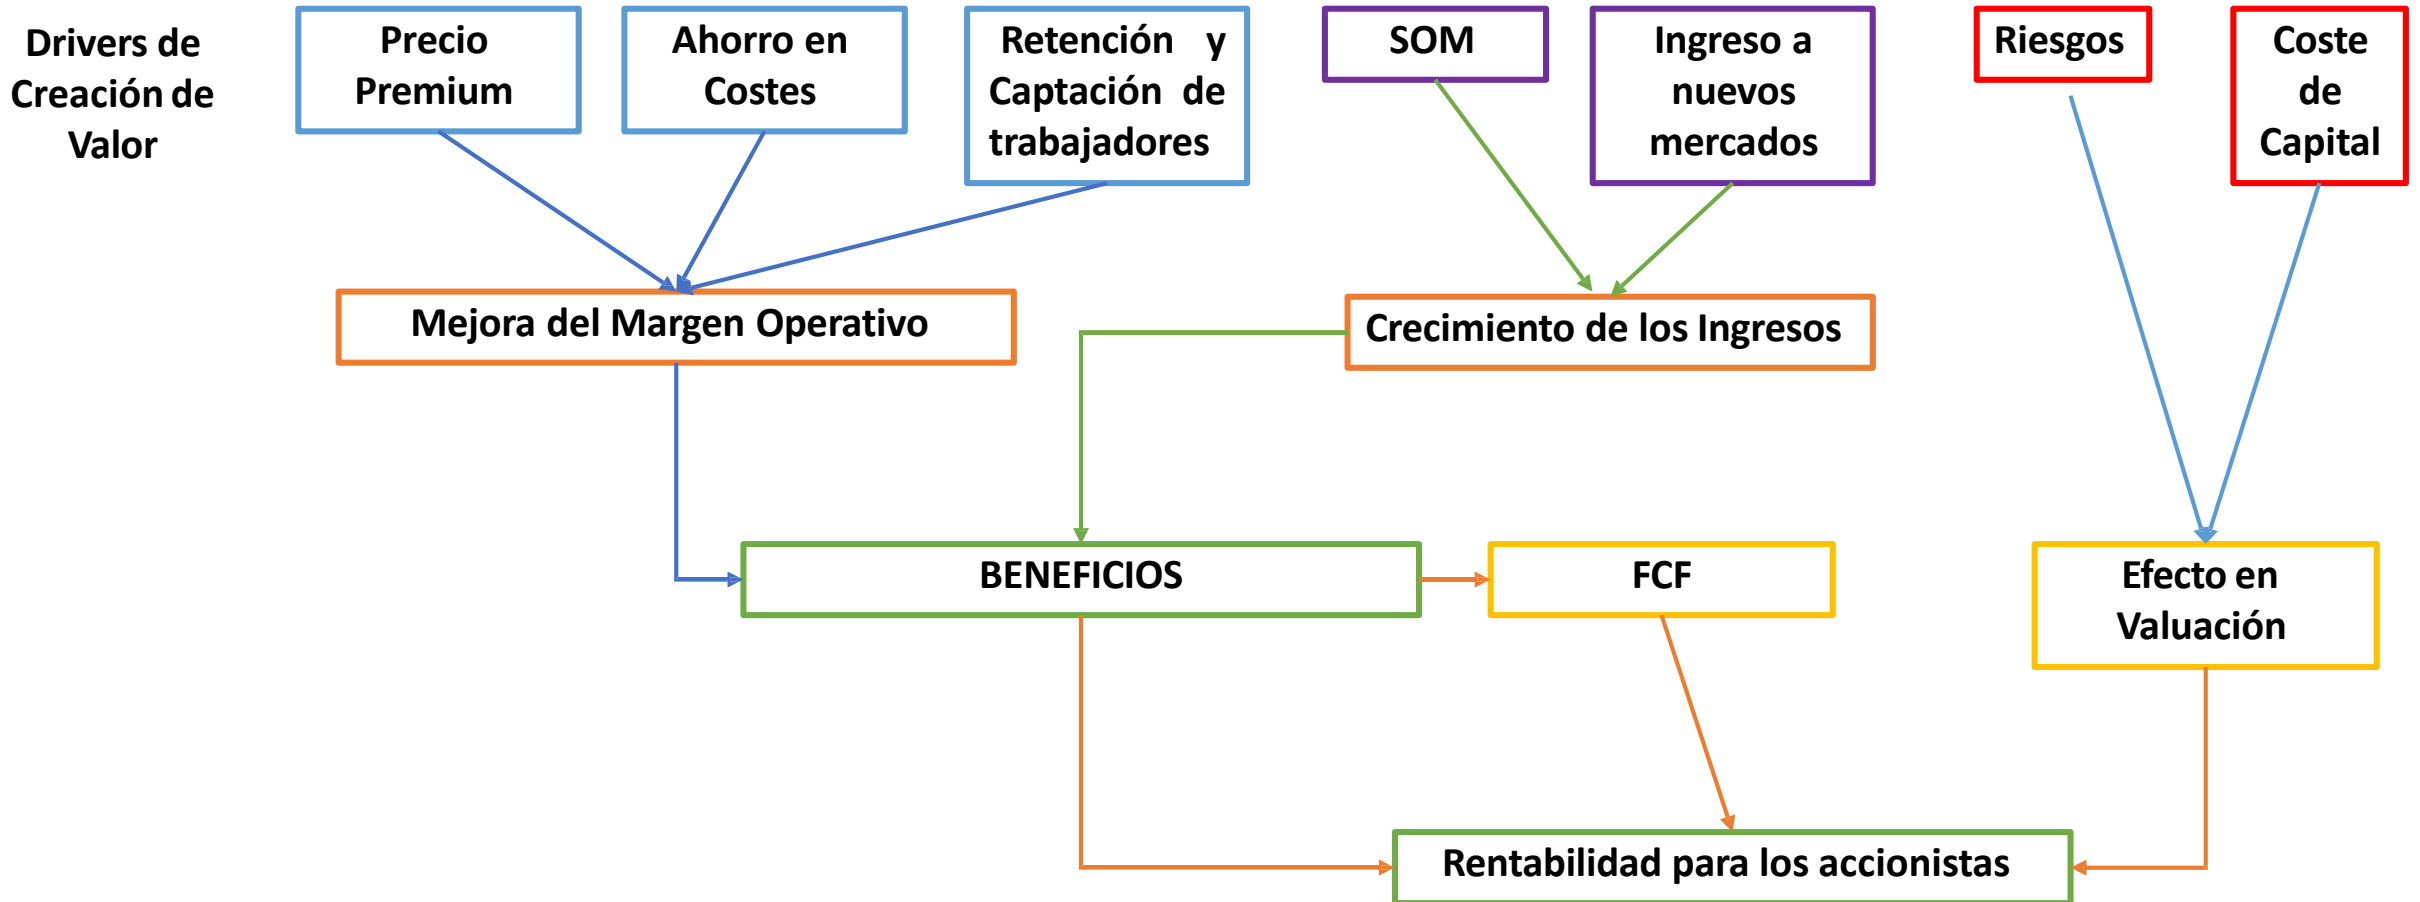 Drivers de
Creación de
Valor
Precio
Premium
Ahorro en
Costes
Retención y
Captación de
trabajadores
SOM
Ingreso a
nuevos
mercados
Riesgos
Coste
de
Capital
Mejora del Margen Operativo
Crecimiento de los Ingresos
BENEFICIOS
FCF
Efecto en
Valuación
Rentabilidad para los accionistas